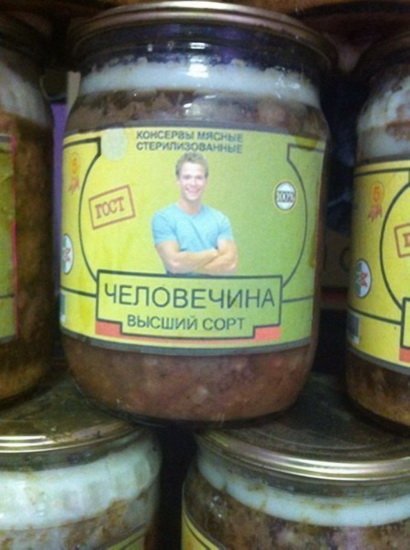 КОНСЕРВЫ МЯСНЫЕ
СТЕРИЛИЗОВАННЫЕ
ГОСТ
100%
ЧЕЛОВЕЧИНА
ВЫСШИЙ СОРТ